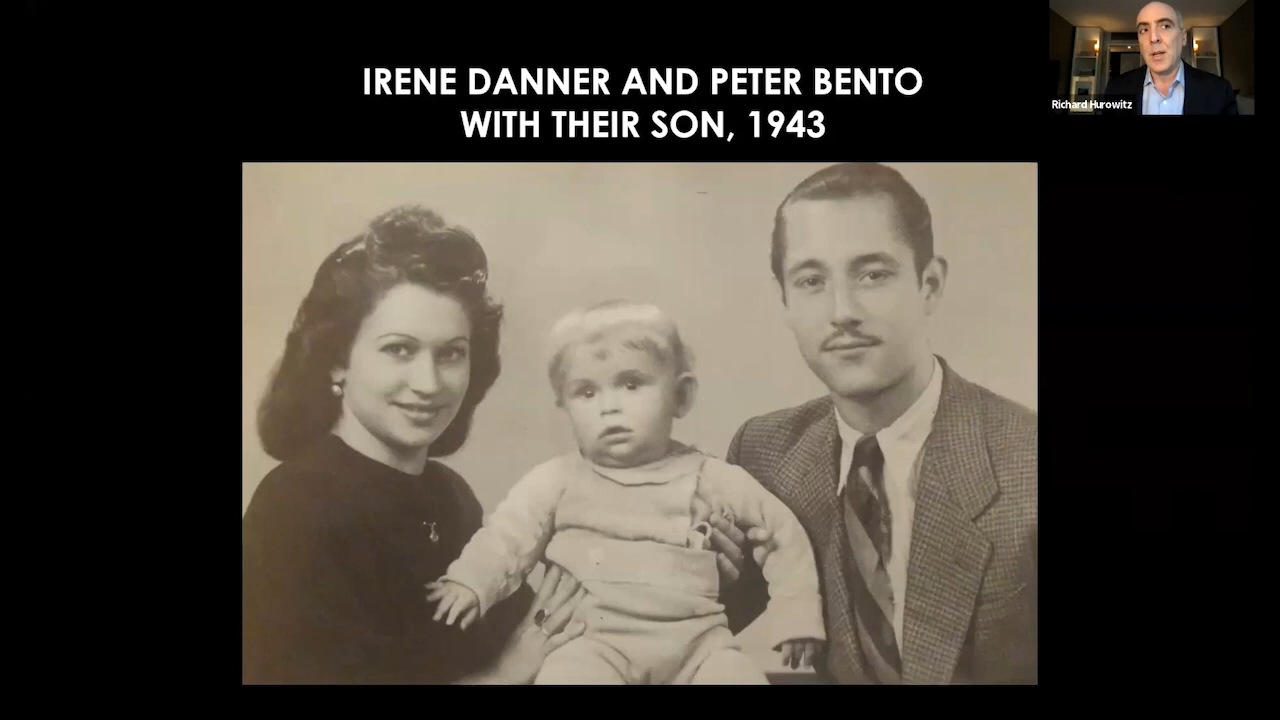 IRENE DANNER AND PETER BENTO
WITH THEIR SON, 1943
Richard Hurowitz